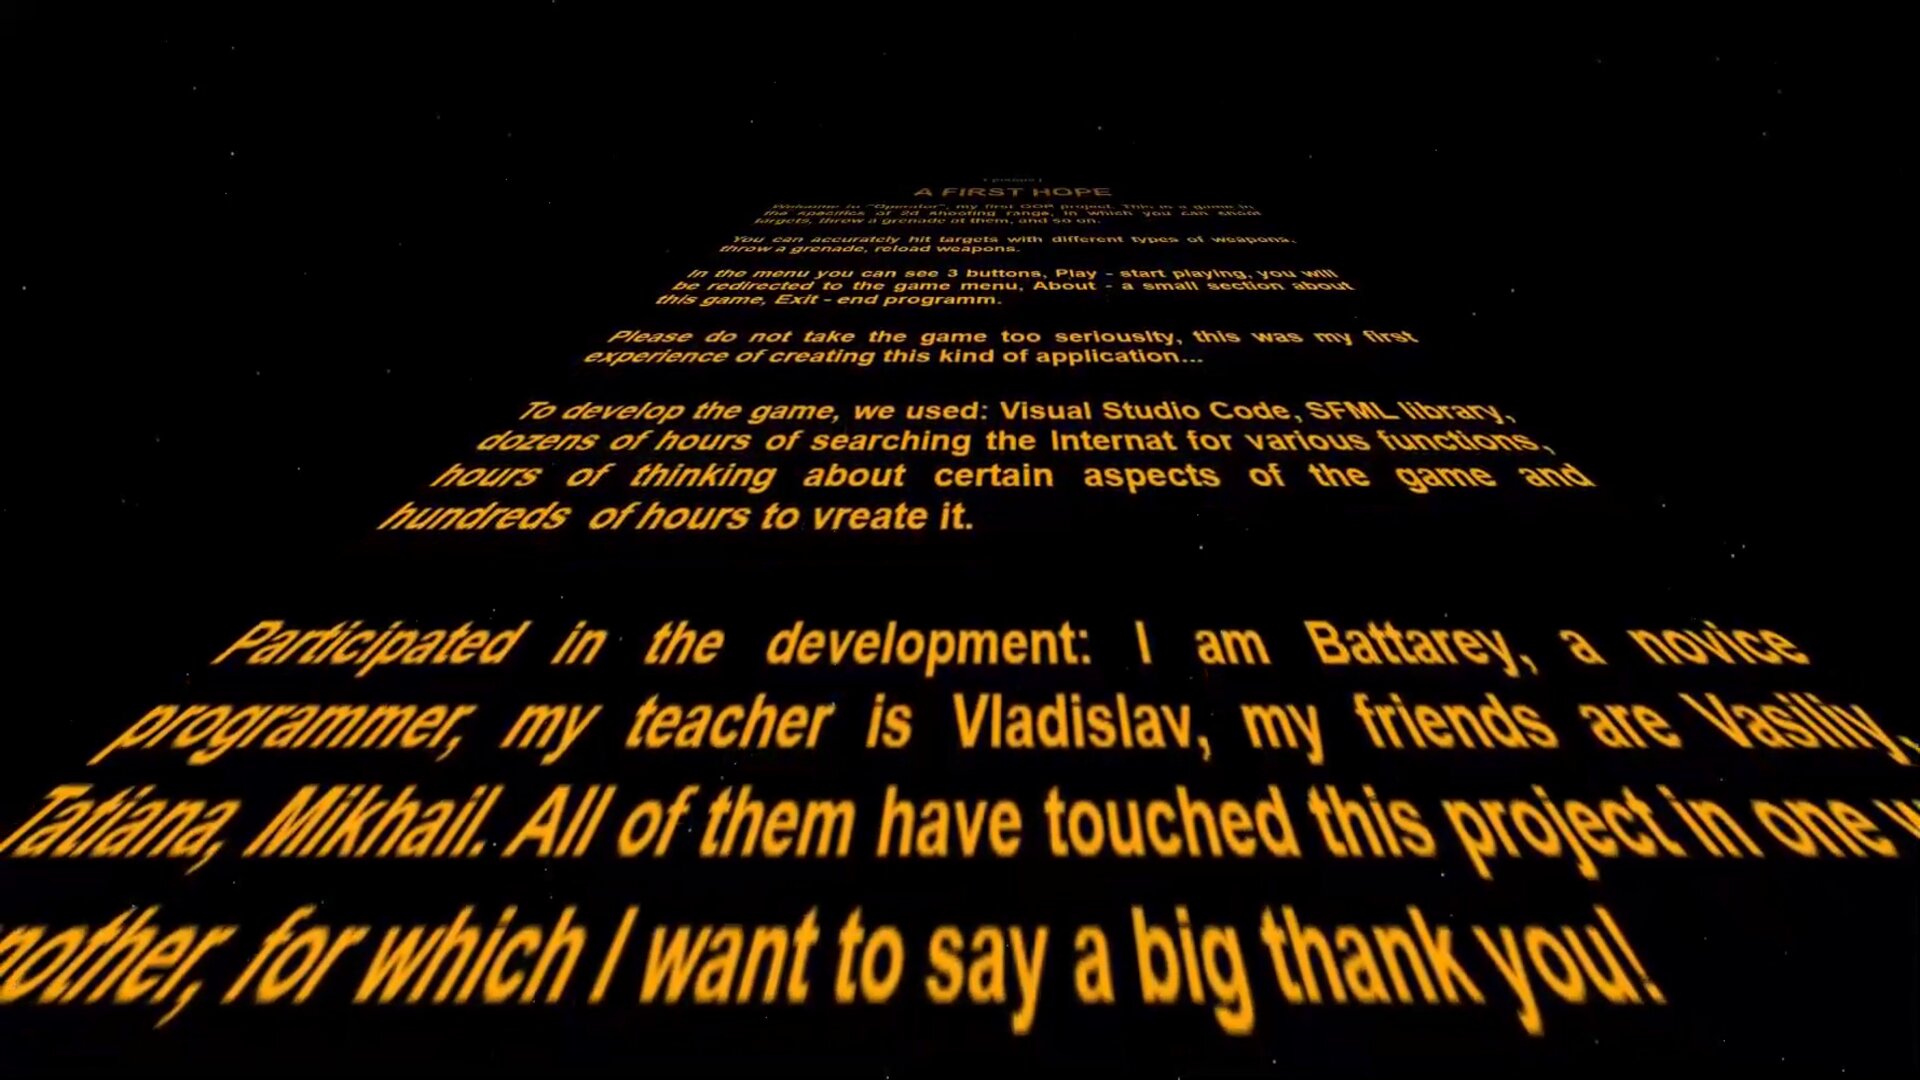 A FIRST HOPE
Welcome to "Operator", my first OOP project. This is a game in
the specifics of 2d shooting range, in which you can shoot
targets, throw a grenade at them, and so on.
You can accurately hit targets with different types of weapons,
throw a grenade, reload weapons.
In the menu you can see 3 buttons, Play - start playing, you will
be redirected to the game menu, About - a small section about
this game, Exit - end programm.
Please do not take the game too seriousity, this was my first
experience of creating this kind of application...
To develop the game, we used: Visual Studio Code, SFML library,
dozens of hours of searching the Internat for various functions,
hours of thinking about certain aspects of the game and
hundreds of hours to vreate it.
Participated in the development: I am Battarey, a novice
programmer, my teacher is Vladislav, my friends are Vasiliy,
Tatiana, Mikhail. All of them have touched this project in one
nother, for which I want to say a big thank you!